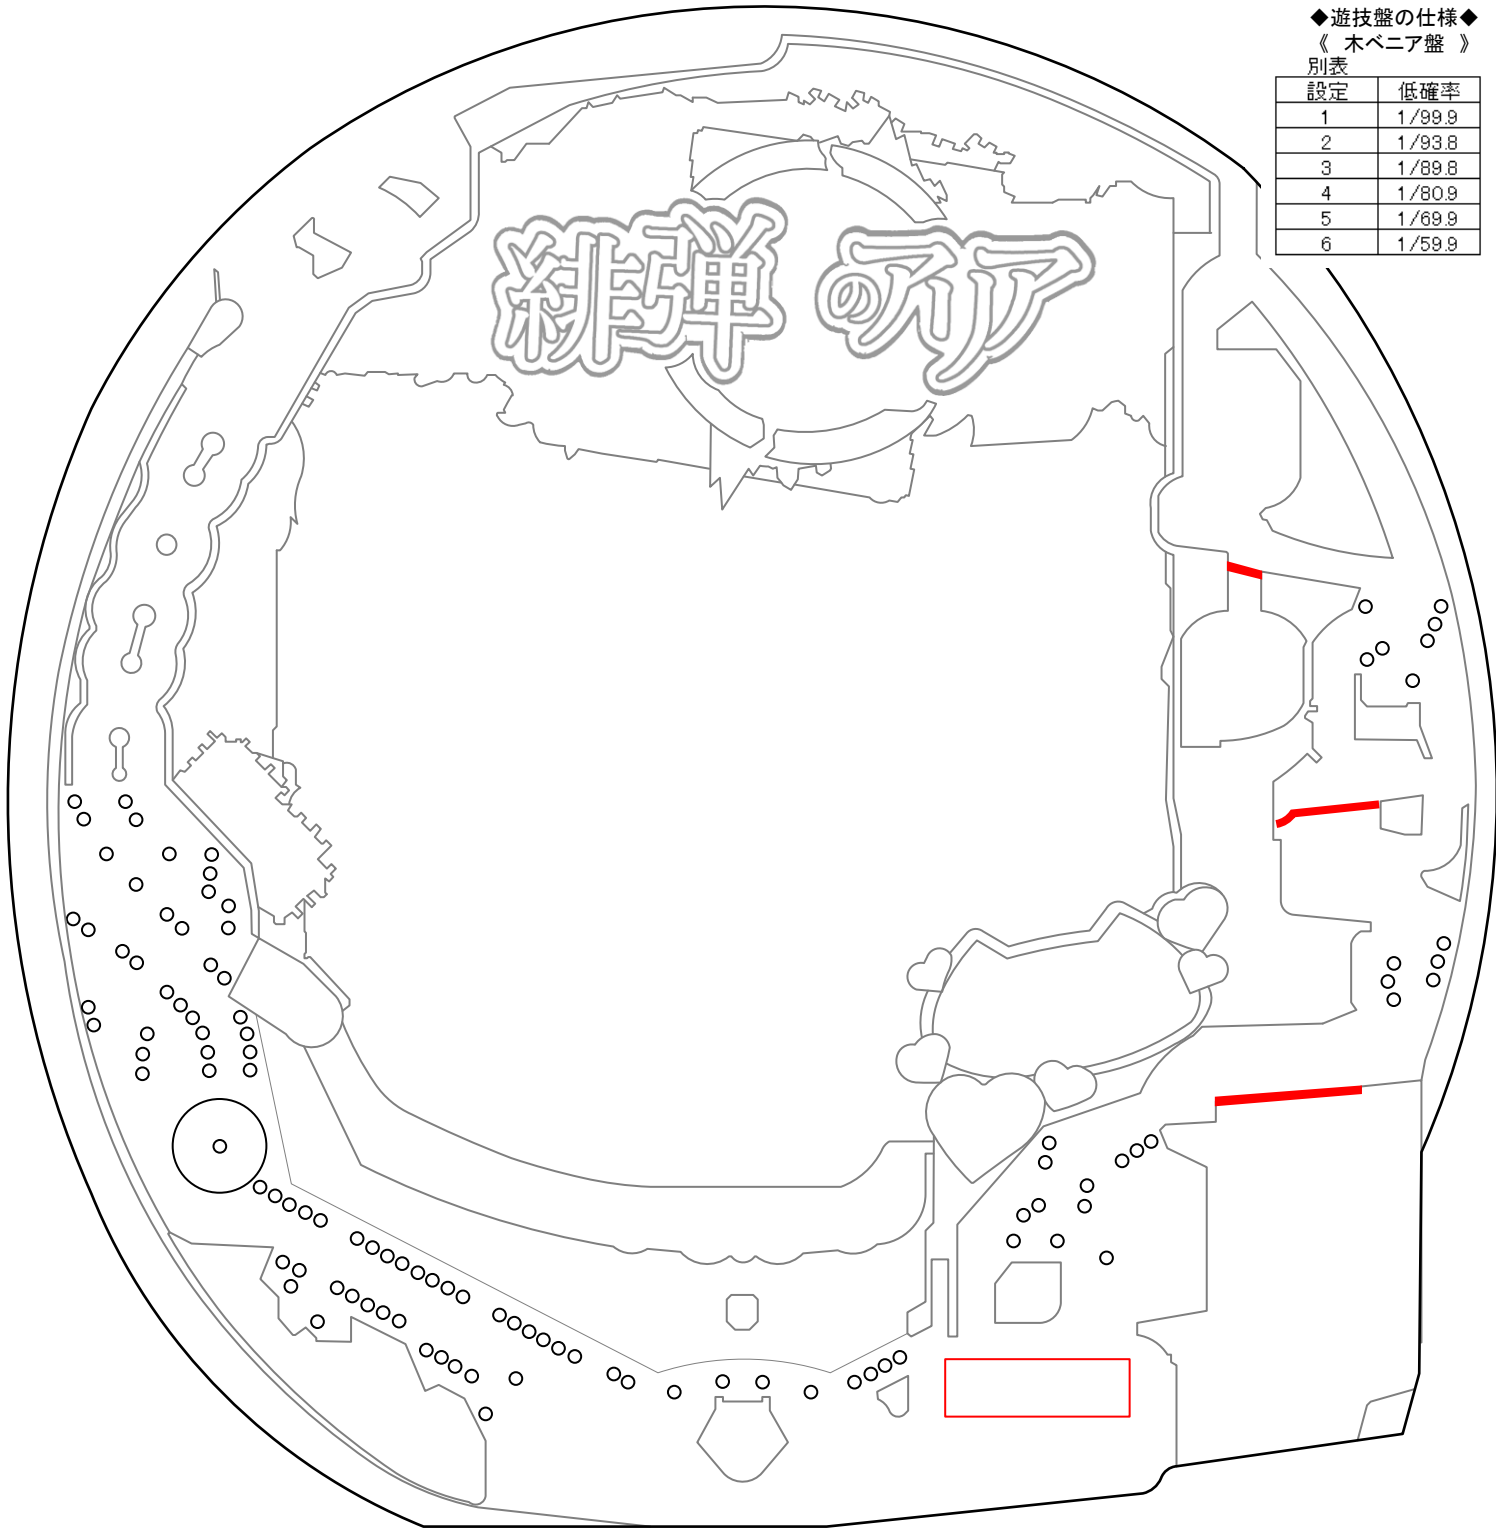 ◆遊技盤の仕様◆
《 木ベニア盤 》
別表
設定 低確率
1 1/99.9
2 1/93.8
3 1/89.8
4 1/80.9
5 1/69.9
6 1/59.9
緋弾のアリア